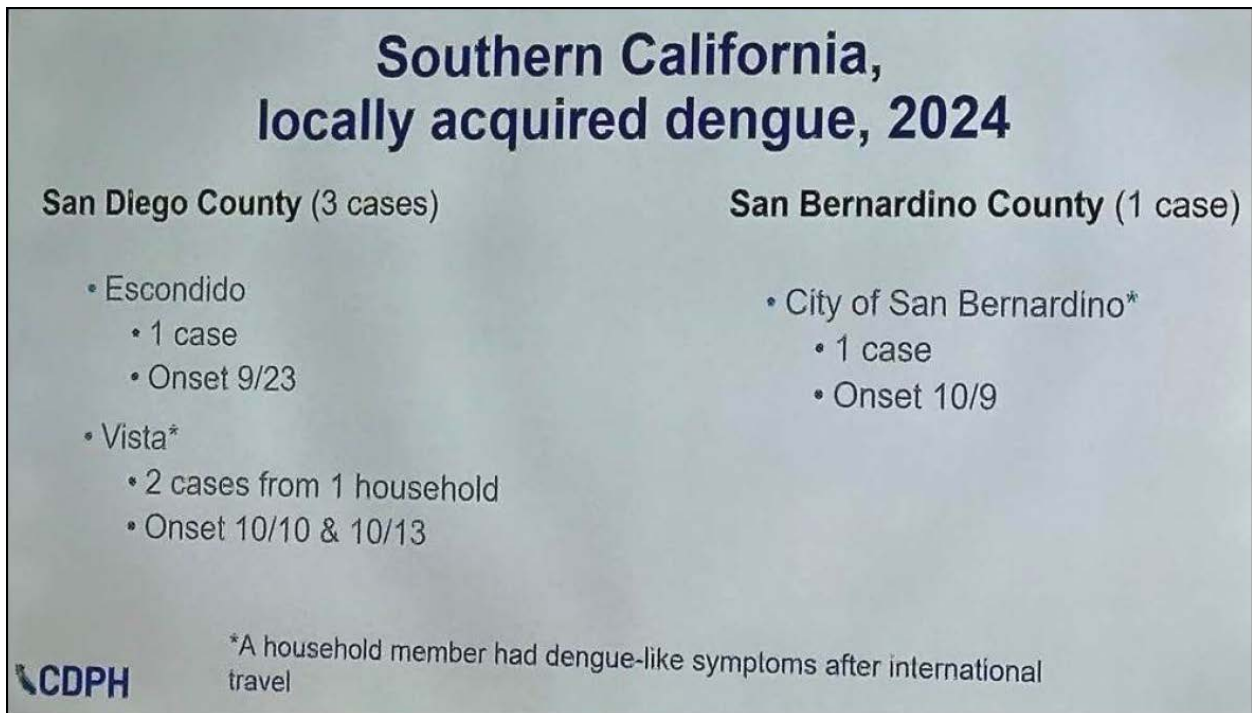 Southern California,
locally acquired dengue, 2024
San Diego County (3 cases)
• Escondido
• 1 case
• Onset 9/23
• Vista*
• 2 cases from 1 household
• Onset 10/10 & 10/13
San Bernardino County (1 case)
• City of San Bernardino*
• 1 case
• Onset 10/9
*A household member had dengue-like symptoms after international
travel
CDPH